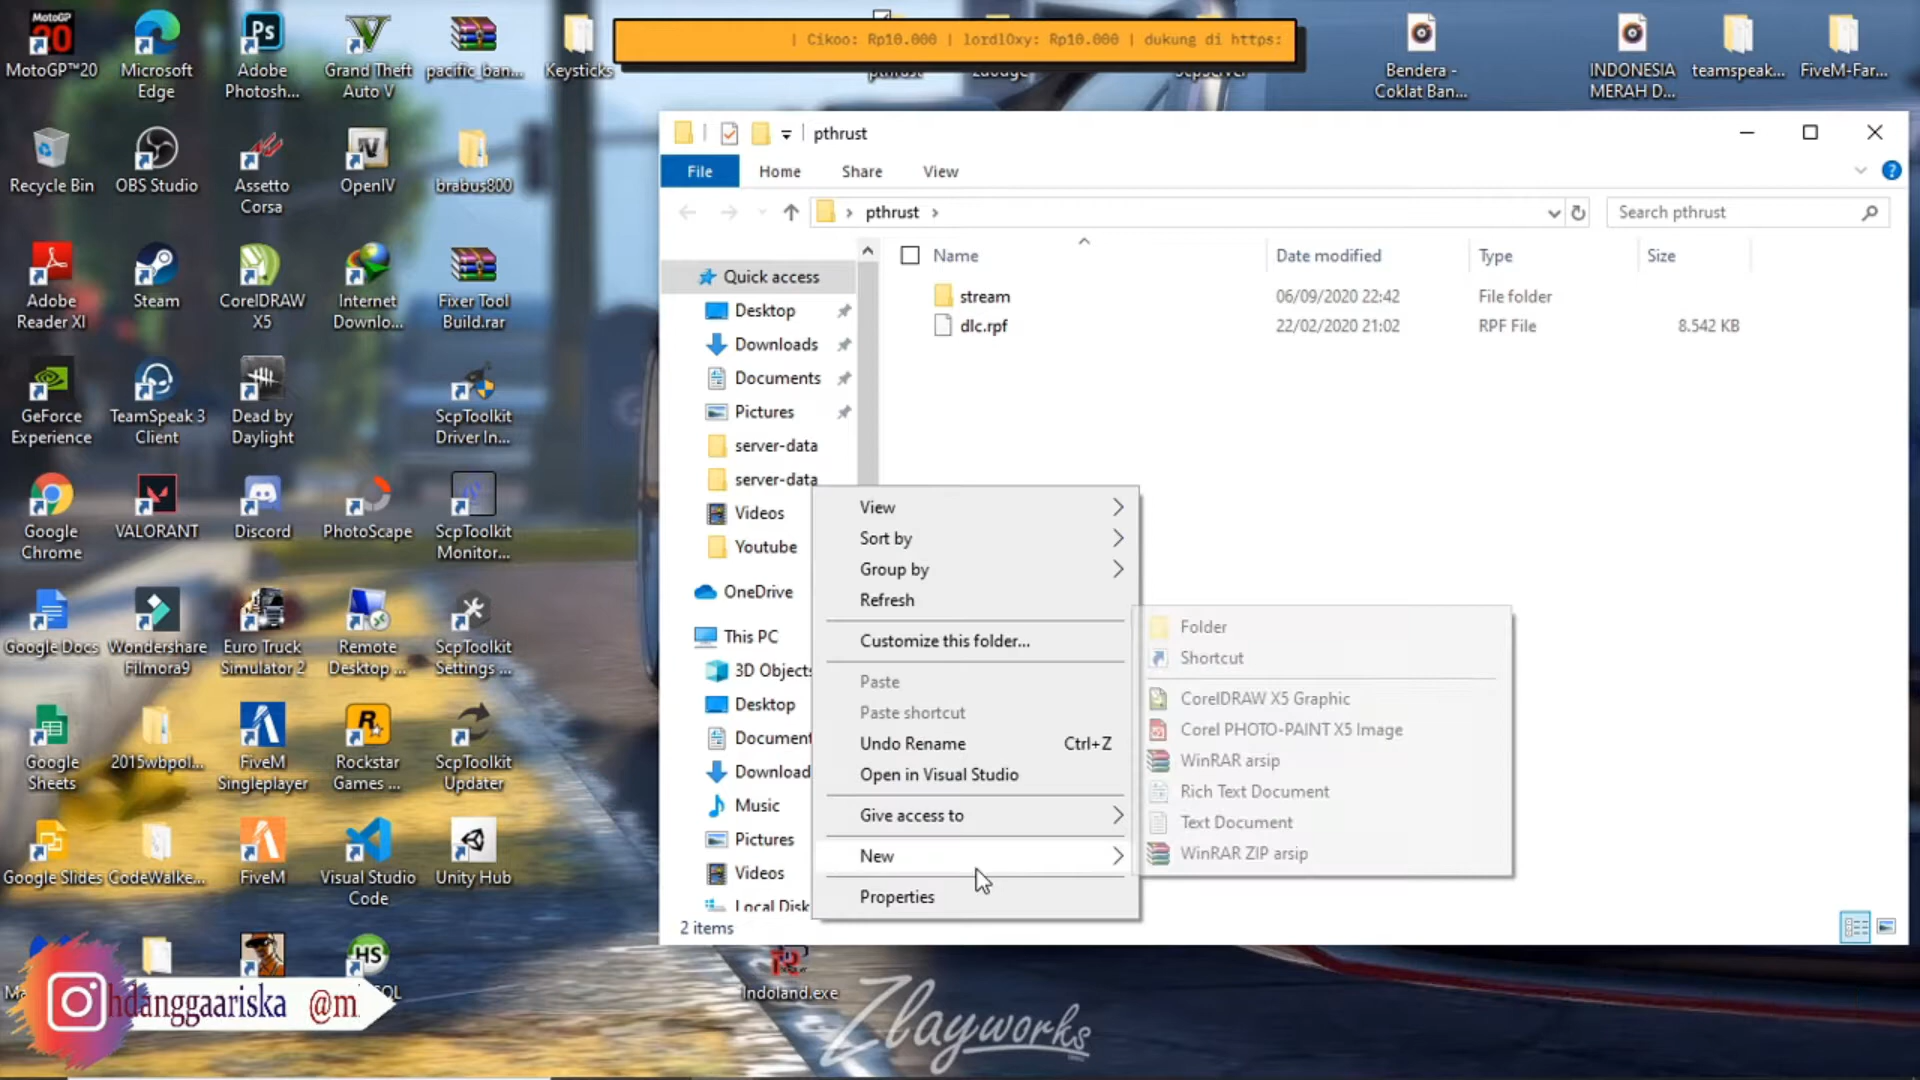 MotoGP
20
MotoGP™20
Microsoft
Edge
Ps
Adobe
Photosh...
Grand Theft
Auto V
pacific_ban...
Keysticks
| Cikoo: Rp10.000 | lordl0xy: Rp10.000 | dukung di https:
Bendera -
Coklat Ban...
INDONESIA
MERAH D...
teamspeak...
FiveM-Far...
Recycle Bin
OBS Studio
Assetto
Corsa
OpenIV
brabus800
Adobe
Reader XI
Steam
CorelDRAW
X5
Internet
Downlo...
Fixer Tool
Build.rar
GeForce
Experience
TeamSpeak 3
Client
Dead by
Daylight
ScpToolkit
Driver In...
Google
Chrome
VALORANT
Discord
PhotoScape
ScpToolkit
Monitor...
Google Docs
Wondershare
Filmora9
Euro Truck
Simulator 2
Remote
Desktop ...
ScpToolkit
Settings ...
Google
Sheets
2015wbpol...
FiveM
Singleplayer
Rockstar
Games ...
ScpToolkit
Updater
Google Slides
CodeWalke...
FiveM
Visual Studio
Code
Unity Hub
HS
Indoland.exe
hdanggaariska @m
Zlayworks
pthrust
File
Home
Share
View
pthrust
Search pthrust
Name
Date modified
Type
Size
stream
06/09/2020 22:42
File folder
dlc.rpf
22/02/2020 21:02
RPF File
8.542 KB
Quick access
Desktop
Downloads
Documents
Pictures
server-data
server-data
Videos
Youtube
OneDrive
This PC
3D Objects
Desktop
Document
Download
Music
Pictures
Videos
Local Disk
2 items
View
Sort by
Group by
Refresh
Customize this folder...
Paste
Paste shortcut
Undo Rename Ctrl+Z
Open in Visual Studio
Give access to
New
Properties
Folder
Shortcut
CorelDRAW X5 Graphic
Corel PHOTO-PAINT X5 Image
WinRAR arsip
Rich Text Document
Text Document
WinRAR ZIP arsip